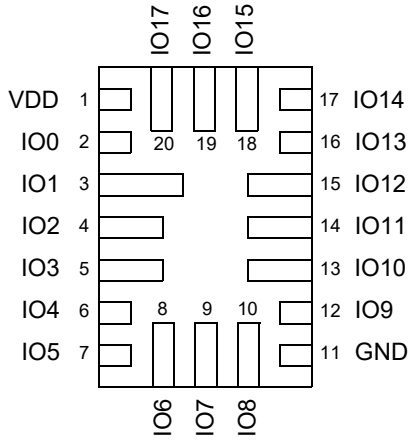 IO17 IO16 IO15
20 19 18
VDD 1 17 IO14
IO0 2 16 IO13
IO1 3 15 IO12
IO2 4 14 IO11
IO3 5 13 IO10
IO4 6 12 IO9
IO5 7 11 GND
8 9 10
IO6 IO7 IO8